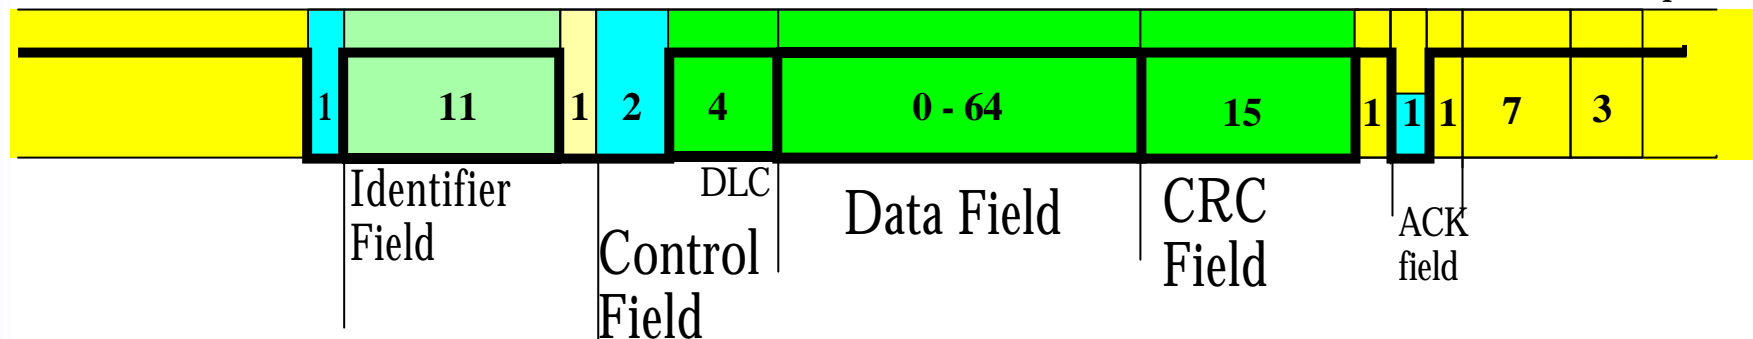 1 11 1 2 4 0 - 64 15 1 1 1 7 3
Identifier
Field
DLC
Control
Field
Data Field
CRC
Field
ACK
field